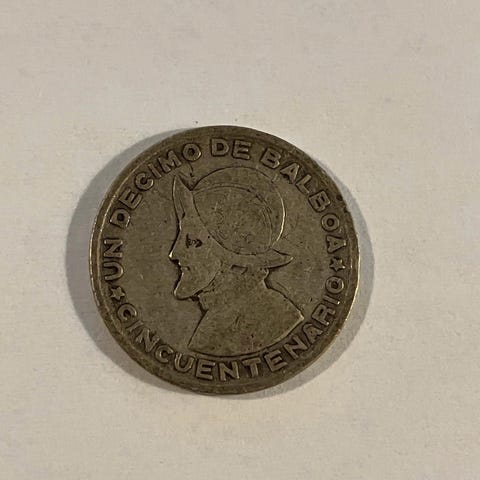 UN DECIMO DE BALBOA
CINCUENTENARIO